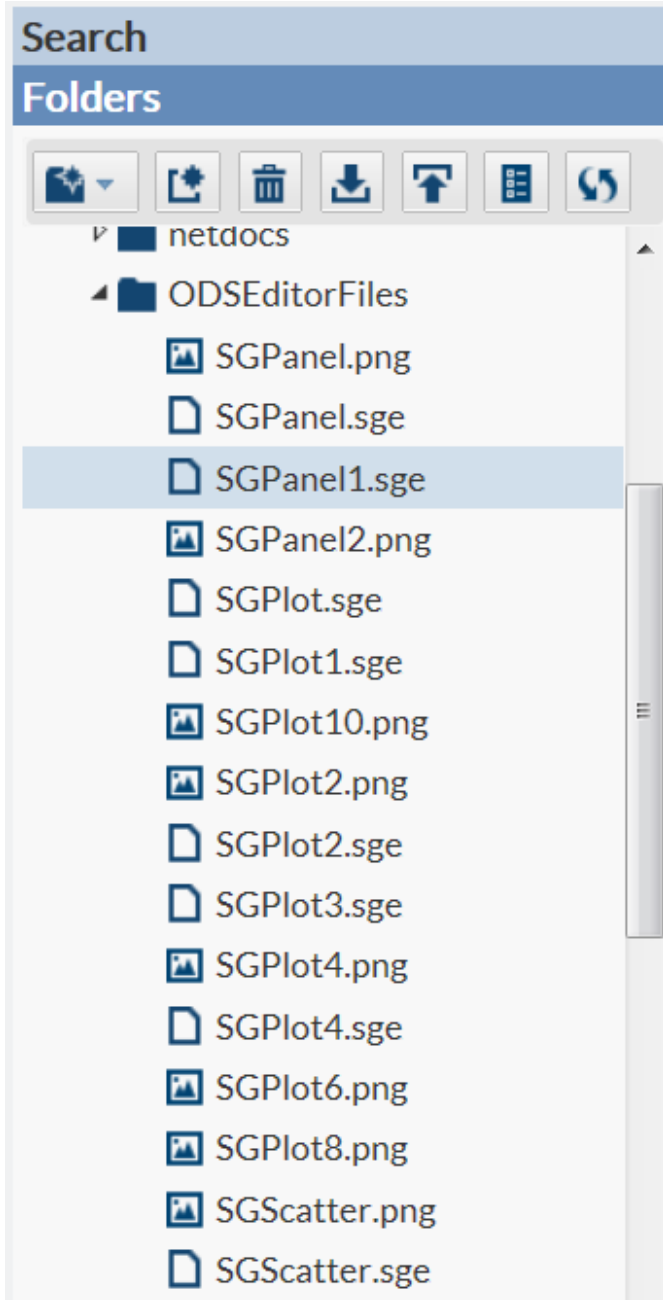 Search
Folders
netdocs
ODSEditorFiles
SGPanel.png
SGPanel.sge
SGPanel1.sge
SGPanel2.png
SGPlot.sge
SGPlot1.sge
SGPlot10.png
SGPlot2.png
SGPlot2.sge
SGPlot3.sge
SGPlot4.png
SGPlot4.sge
SGPlot6.png
SGPlot8.png
SGScatter.png
SGScatter.sge